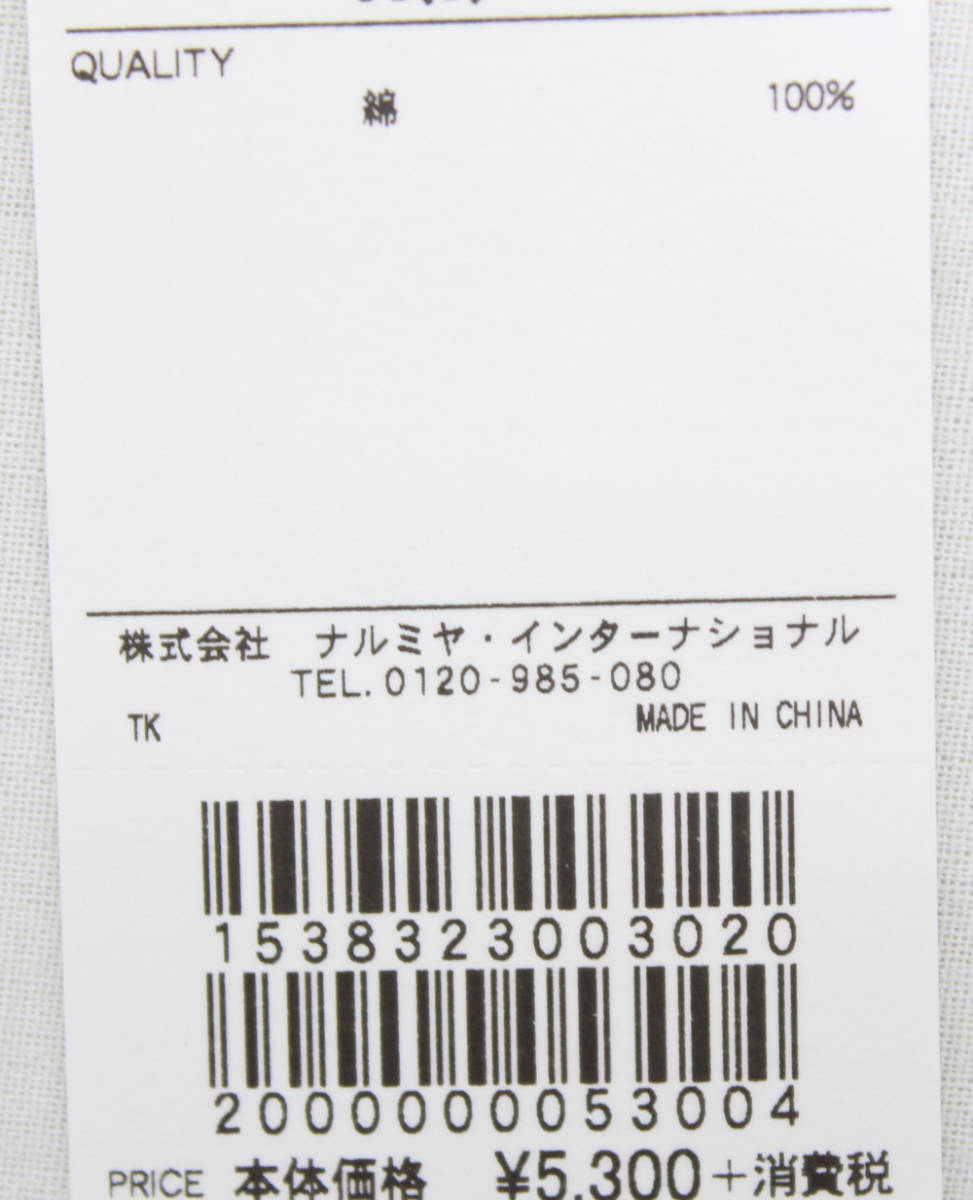 QUALITY
綿 100%
株式会社 ナルミヤ・インターナショナル
TEL. 0120-985-080
TK MADE IN CHINA
1538323003020
2000000053004
PRICE 本体価格 ¥5,300+消費税